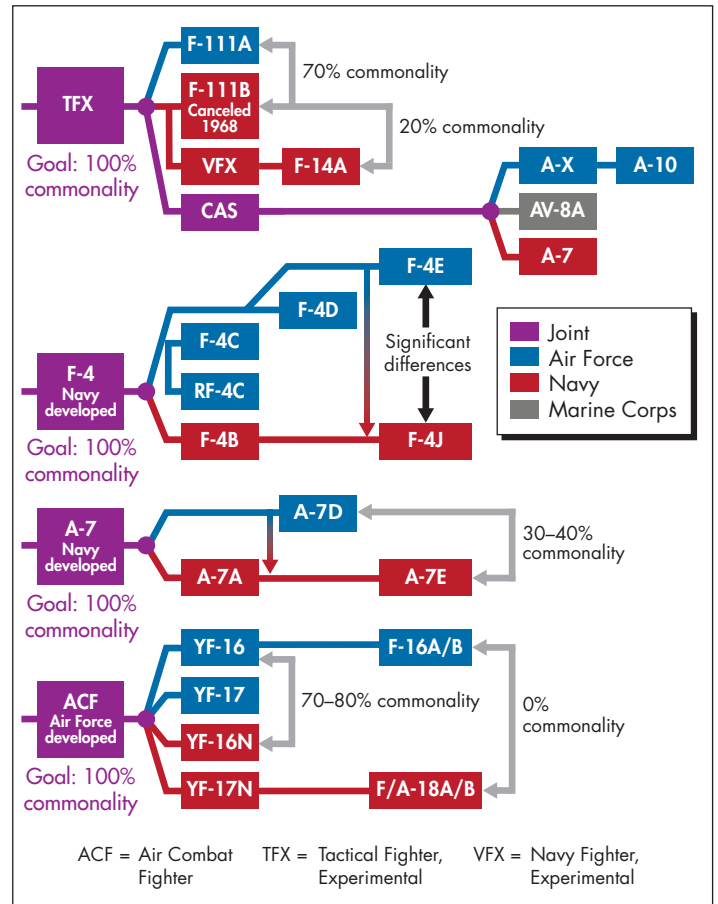 F-111A
70% commonality
TFX
F-111B
Canceled
1968
20% commonality
Goal: 100%
commonality
VFX
F-14A
A-X
A-10
CAS
AV-8A
A-7
F-4E
F-4D
F-4C
Significant
differences
Joint
Air Force
Navy
Marine Corps
F-4
Navy
developed
RF-4C
F-4B
F-4J
Goal: 100%
commonality
A-7D
A-7
Navy
developed
30–40%
commonality
A-7A
A-7E
Goal: 100%
commonality
YF-16
F-16A/B
YF-17
70–80% commonality
0%
commonality
ACF
Air Force
developed
YF-16N
Goal: 100%
commonality
YF-17N
F/A-18A/B
ACF = Air Combat
Fighter
TFX = Tactical Fighter,
Experimental
VFX = Navy Fighter,
Experimental